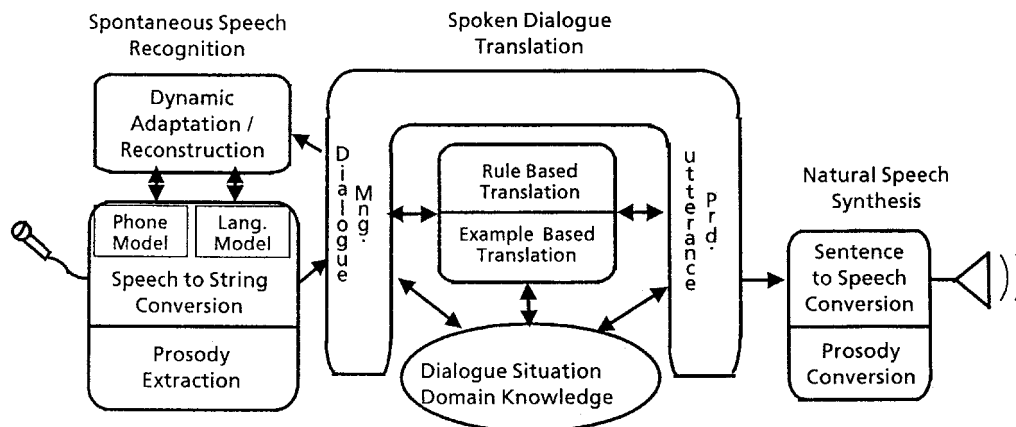 Spontaneous Speech
Recognition
Dynamic
Adaptation /
Reconstruction
Phone
Model
Lang.
Model
Speech to String
Conversion
Prosody
Extraction
Spoken Dialogue
Translation
Dialogue
Mng.
Rule Based
Translation
Example Based
Translation
utterance
Prd.
Dialogue Situation
Domain Knowledge
Natural Speech
Synthesis
Sentence
to Speech
Conversion
Prosody
Conversion